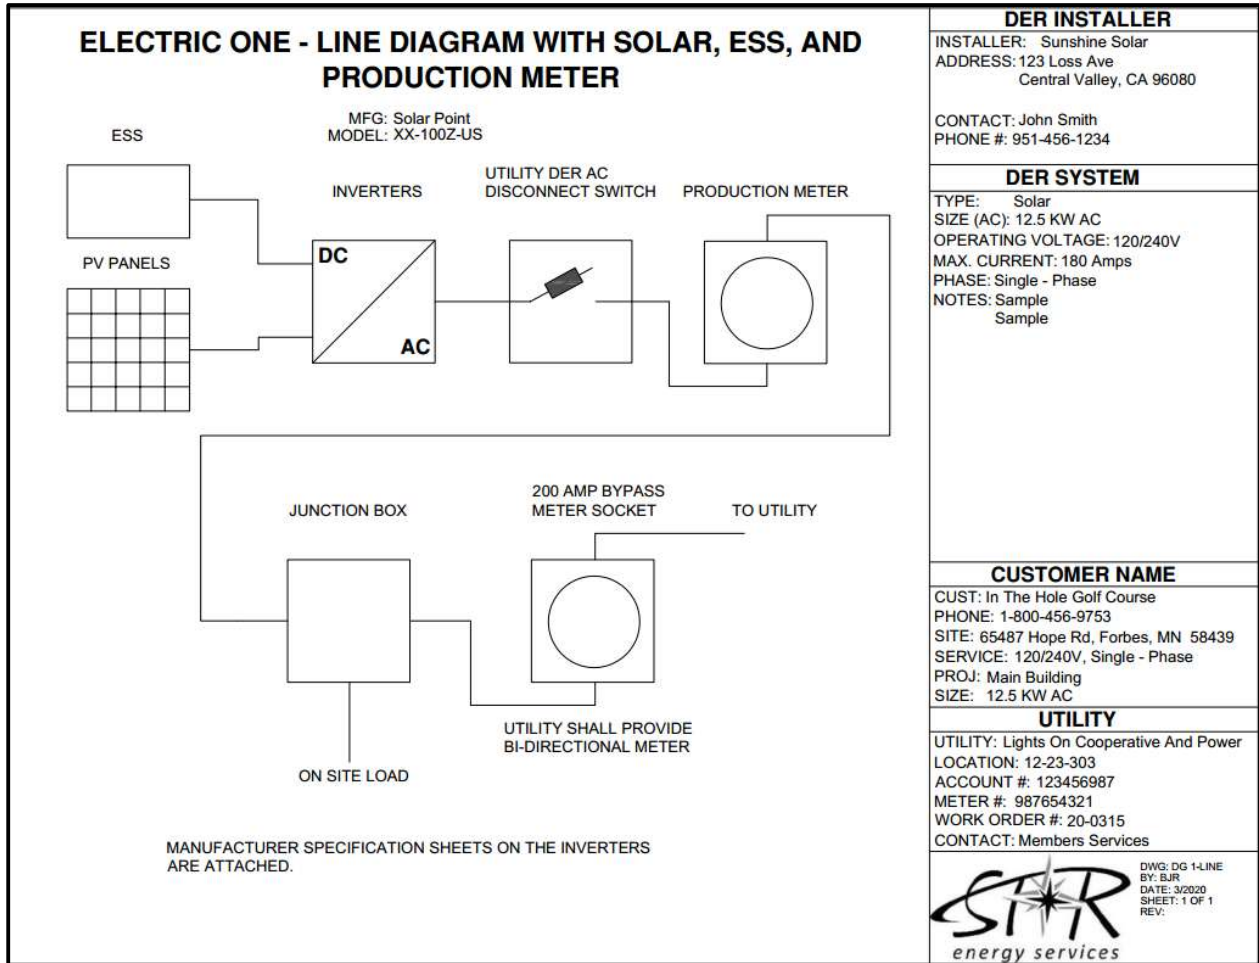 ELECTRIC ONE - LINE DIAGRAM WITH SOLAR, ESS, AND
PRODUCTION METER
MFG: Solar Point
MODEL: XX-100Z-US
ESS
INVERTERS
UTILITY DER AC
DISCONNECT SWITCH
PRODUCTION METER
PV PANELS
DC
AC
JUNCTION BOX
200 AMP BYPASS
METER SOCKET
TO UTILITY
UTILITY SHALL PROVIDE
BI-DIRECTIONAL METER
ON SITE LOAD
MANUFACTURER SPECIFICATION SHEETS ON THE INVERTERS
ARE ATTACHED.
DER INSTALLER
INSTALLER: Sunshine Solar
ADDRESS: 123 Loss Ave
Central Valley, CA 96080
CONTACT: John Smith
PHONE #: 951-456-1234
DER SYSTEM
TYPE: Solar
SIZE (AC): 12.5 KW AC
OPERATING VOLTAGE: 120/240V
MAX. CURRENT: 180 Amps
PHASE: Single - Phase
NOTES: Sample
Sample
CUSTOMER NAME
CUST: In The Hole Golf Course
PHONE: 1-800-456-9753
SITE: 65487 Hope Rd, Forbes, MN 58439
SERVICE: 120/240V, Single - Phase
PROJ: Main Building
SIZE: 12.5 KW AC
UTILITY
UTILITY: Lights On Cooperative And Power
LOCATION: 12-23-303
ACCOUNT #: 123456987
METER #: 987654321
WORK ORDER #: 20-0315
CONTACT: Members Services
STAR
energy services
DWG: DG 1-LINE
BY: BJR
DATE: 3/2020
SHEET: 1 OF 1
REV: